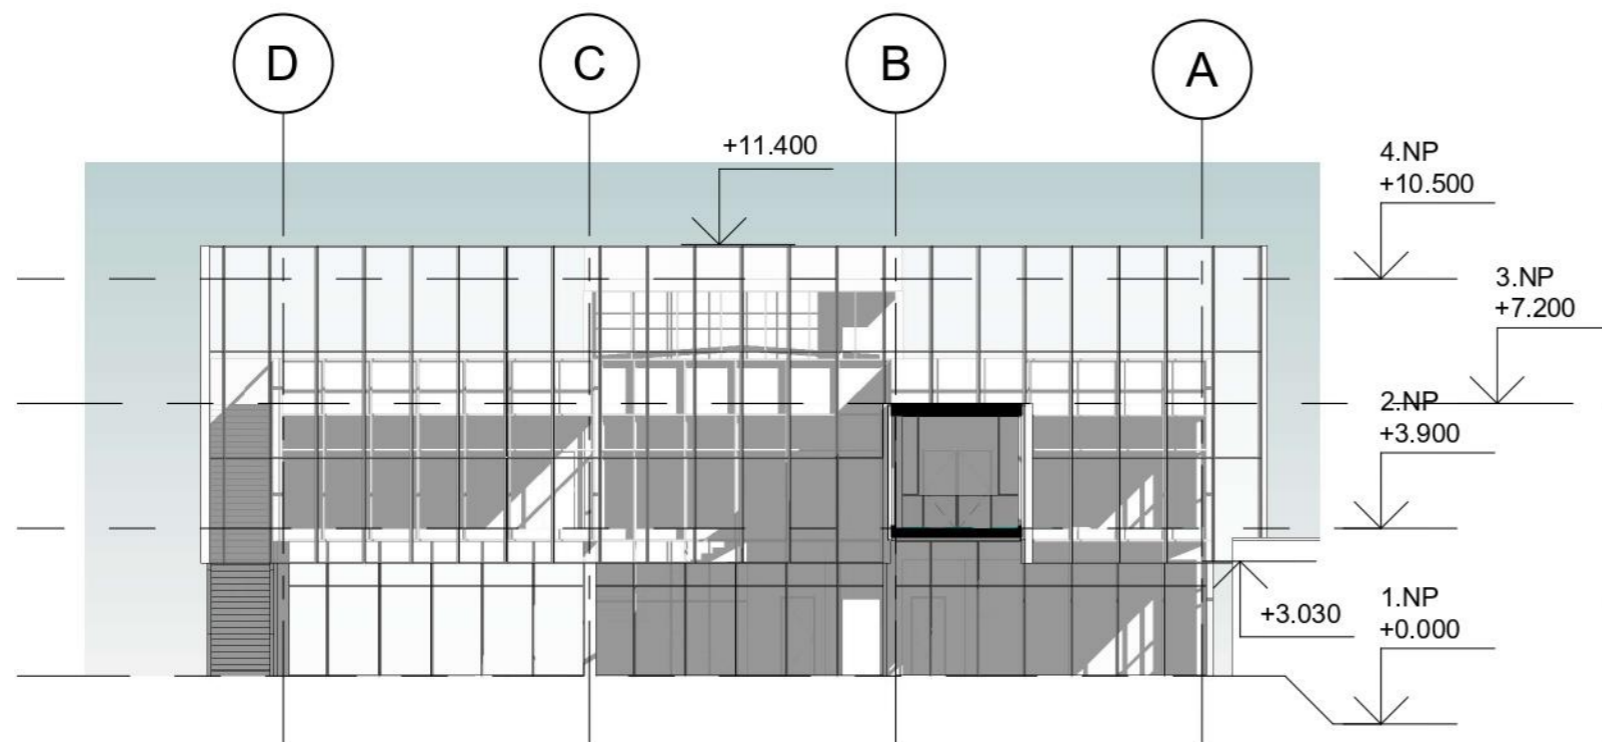 D
C
B
A
+11.400
4.NP
+10.500
3.NP
+7.200
2.NP
+3.900
+3.030
1.NP
+0.000